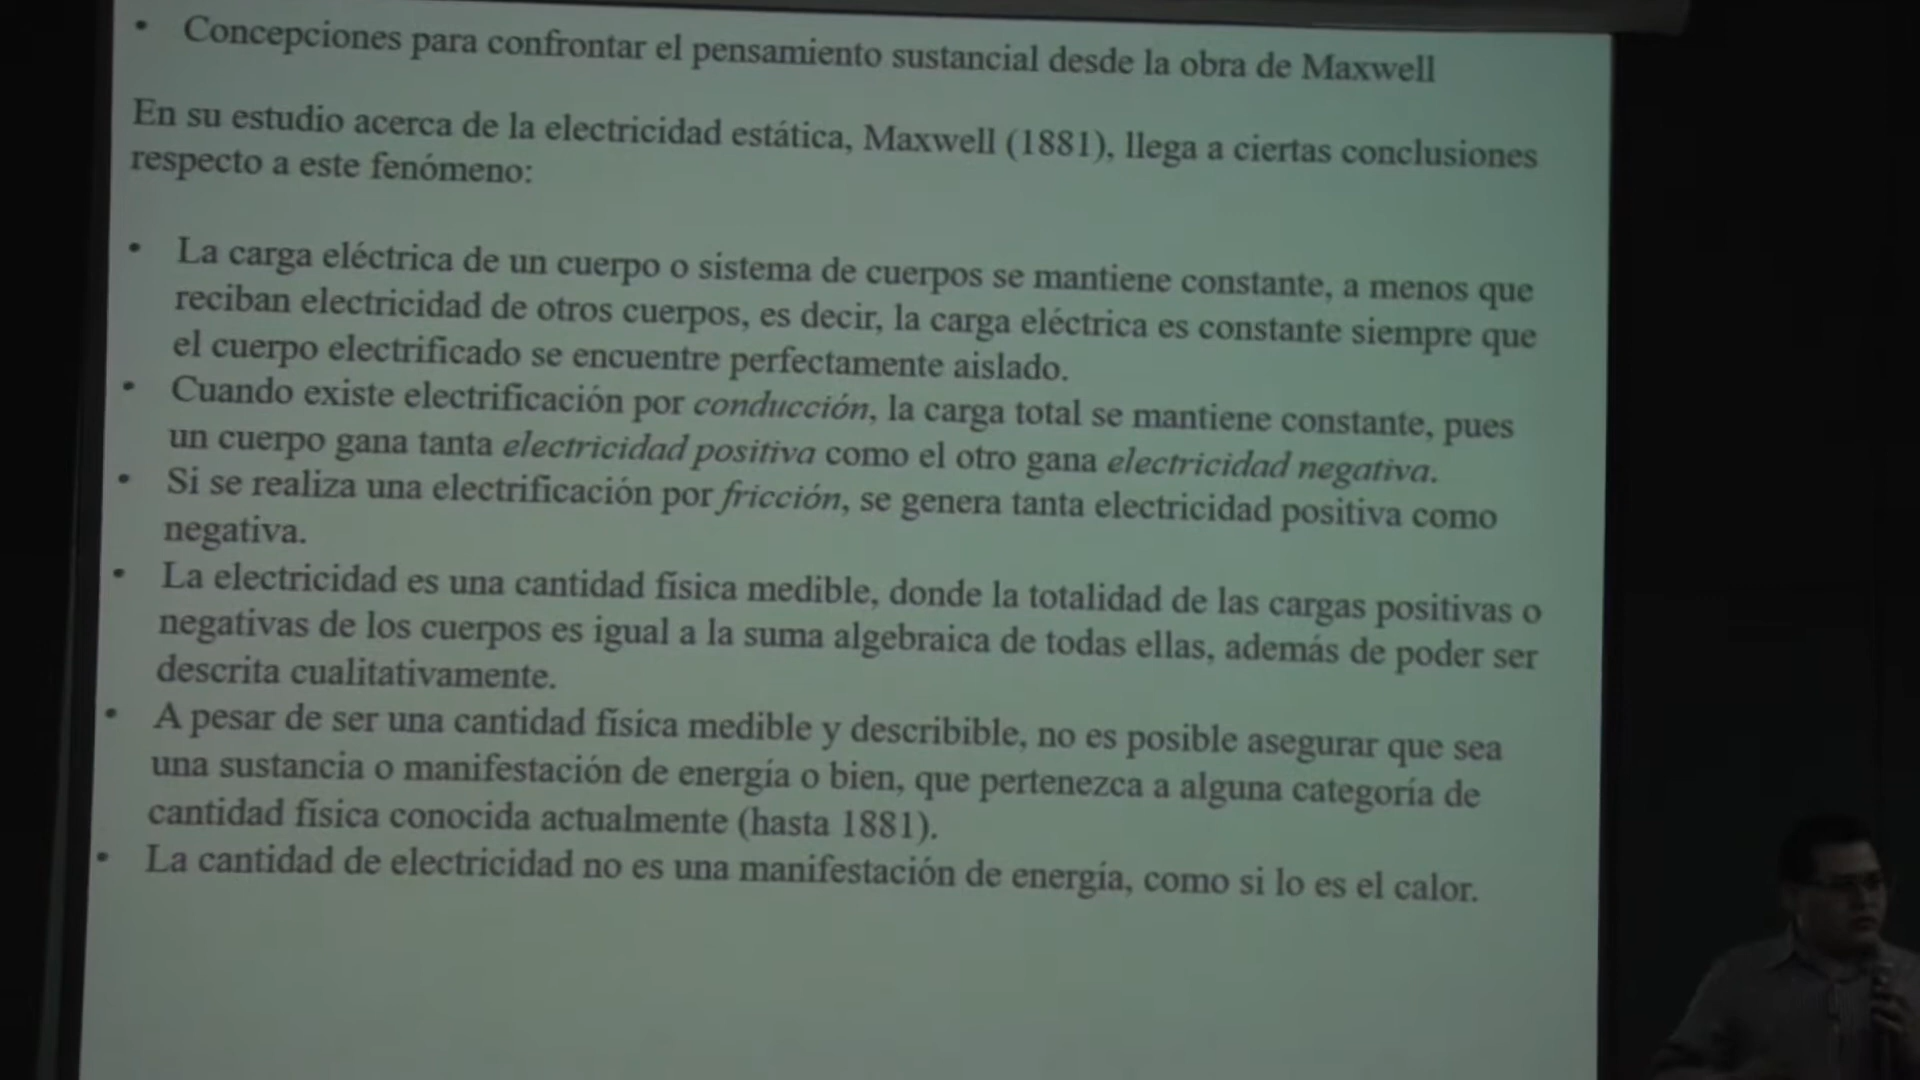 • Concepciones para confrontar el pensamiento sustancial desde la obra de Maxwell
En su estudio acerca de la electricidad estática, Maxwell (1881), llega a ciertas conclusiones
respecto a este fenómeno:
• La carga eléctrica de un cuerpo o sistema de cuerpos se mantiene constante, a menos que
reciban electricidad de otros cuerpos, es decir, la carga eléctrica es constante siempre que
el cuerpo electrificado se encuentre perfectamente aislado.
• Cuando existe electrificación por conducción, la carga total se mantiene constante, pues
un cuerpo gana tanta electricidad positiva como el otro gana electricidad negativa.
• Si se realiza una electrificación por fricción, se genera tanta electricidad positiva como
negativa.
• La electricidad es una cantidad física medible, donde la totalidad de las cargas positivas o
negativas de los cuerpos es igual a la suma algebraica de todas ellas, además de poder ser
descrita cualitativamente.
• A pesar de ser una cantidad física medible y describible, no es posible asegurar que sea
una sustancia o manifestación de energía o bien, que pertenezca a alguna categoría de
cantidad física conocida actualmente (hasta 1881).
• La cantidad de electricidad no es una manifestación de energía, como si lo es el calor.